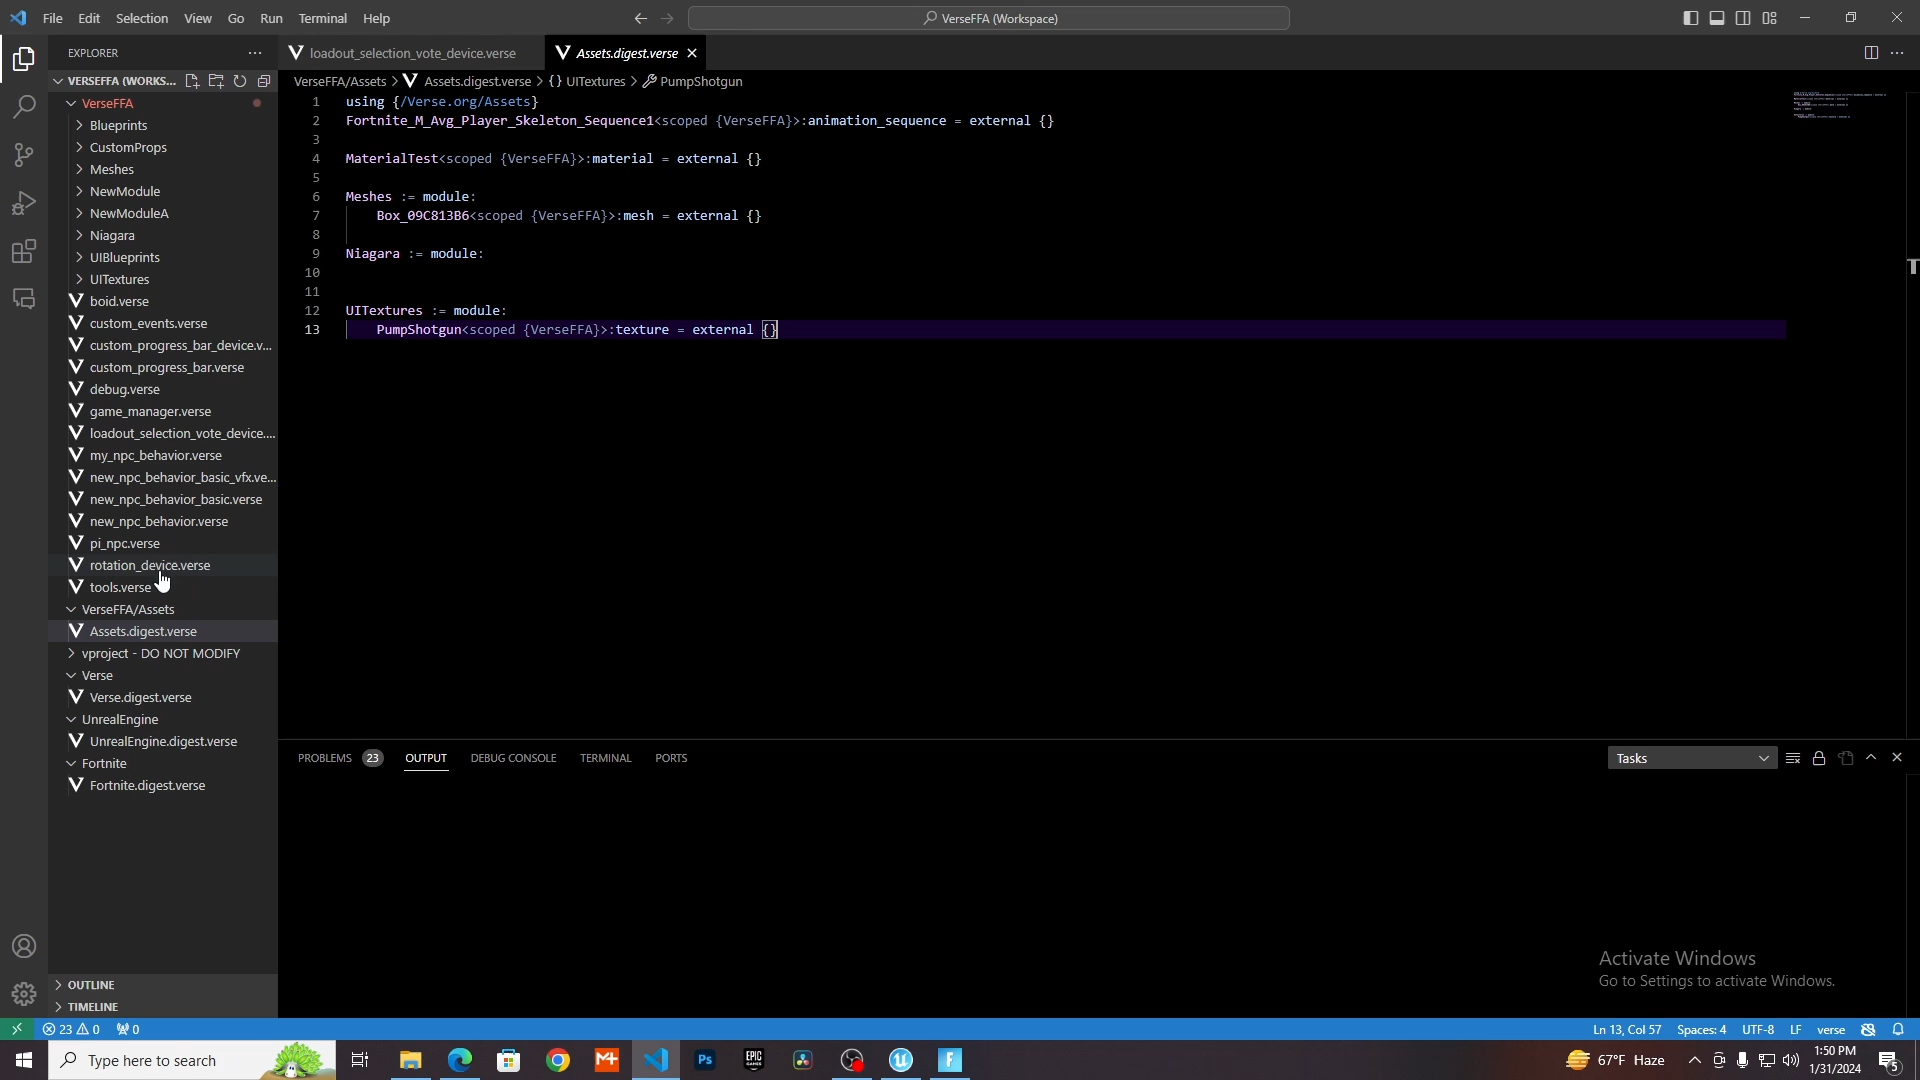 File Edit Selection View Go Run Terminal Help
VerseFFA (Workspace)
EXPLORER
loadout_selection_vote_device.verse
Assets.digest.verse
VERSEFFA (WORKS...
VerseFFA/Assets > Assets.digest.verse > {} UITextures > PumpShotgun
VerseFFA
Blueprints
CustomProps
Meshes
NewModule
NewModuleA
Niagara
UIBlueprints
UITextures
boid.verse
custom_events.verse
custom_progress_bar_device.v...
custom_progress_bar.verse
debug.verse
game_manager.verse
loadout_selection_vote_device....
my_npc_behavior.verse
new_npc_behavior_basic_vfx.ve...
new_npc_behavior_basic.verse
new_npc_behavior.verse
pi_npc.verse
rotation_device.verse
tools.verse
VerseFFA/Assets
Assets.digest.verse
vproject - DO NOT MODIFY
Verse
Verse.digest.verse
UnrealEngine
UnrealEngine.digest.verse
Fortnite
Fortnite.digest.verse
OUTLINE
TIMELINE
1 using {/Verse.org/Assets}
2 Fortnite_M_Avg_Player_Skeleton_Sequence1<scoped {VerseFFA}>:animation_sequence = external {}
3
4 MaterialTest<scoped {VerseFFA}>:material = external {}
5
6 Meshes := module:
7 Box_09C813B6<scoped {VerseFFA}>:mesh = external {}
8
9 Niagara := module:
10
11
12 UITextures := module:
13 PumpShotgun<scoped {VerseFFA}>:texture = external {}
PROBLEMS 23 OUTPUT DEBUG CONSOLE TERMINAL PORTS
Tasks
Activate Windows
Go to Settings to activate Windows.
23 0 0
Ln 13, Col 57 Spaces: 4 UTF-8 LF verse
Type here to search
Ps
EPIC GAMES
67°F Haze
1:50 PM
1/31/2024
5